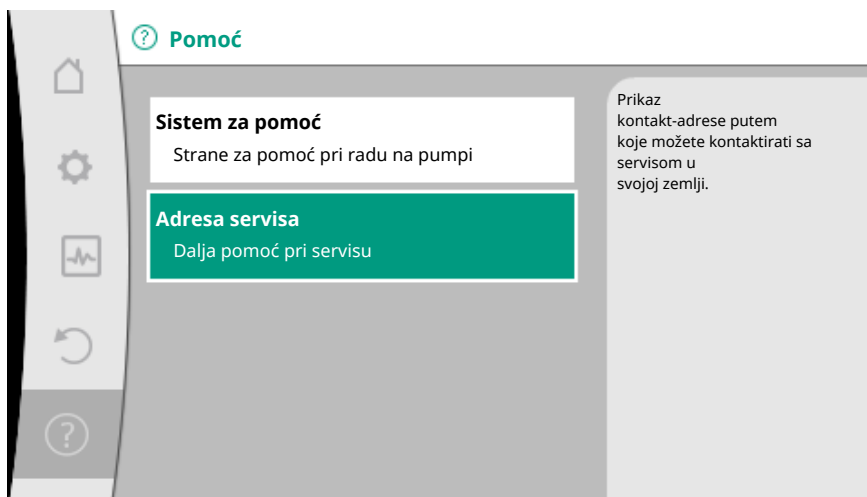 Pomoć
Sistem za pomoć
Strane za pomoć pri radu na pumpi
Adresa servisa
Dalja pomoć pri servisu
Prikaz
kontakt-adrese putem
koje možete kontaktirati sa
servisom u
svojoj zemlji.